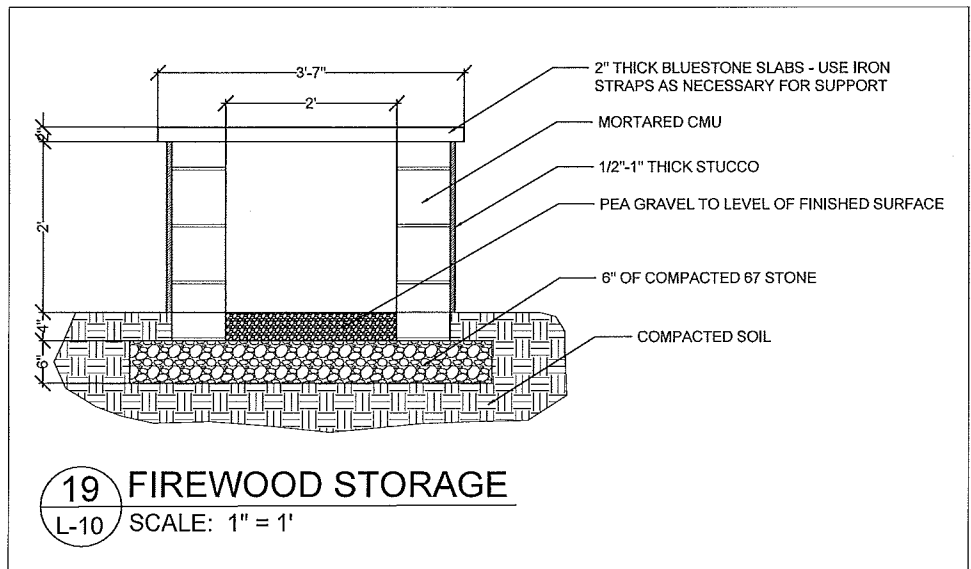 3'-7"
2'
2"
2'
4"
6"
2" THICK BLUESTONE SLABS - USE IRON
STRAPS AS NECESSARY FOR SUPPORT
MORTARED CMU
1/2"-1" THICK STUCCO
PEA GRAVEL TO LEVEL OF FINISHED SURFACE
6" OF COMPACTED 67 STONE
COMPACTED SOIL
19
L-10
FIREWOOD STORAGE
SCALE: 1" = 1'